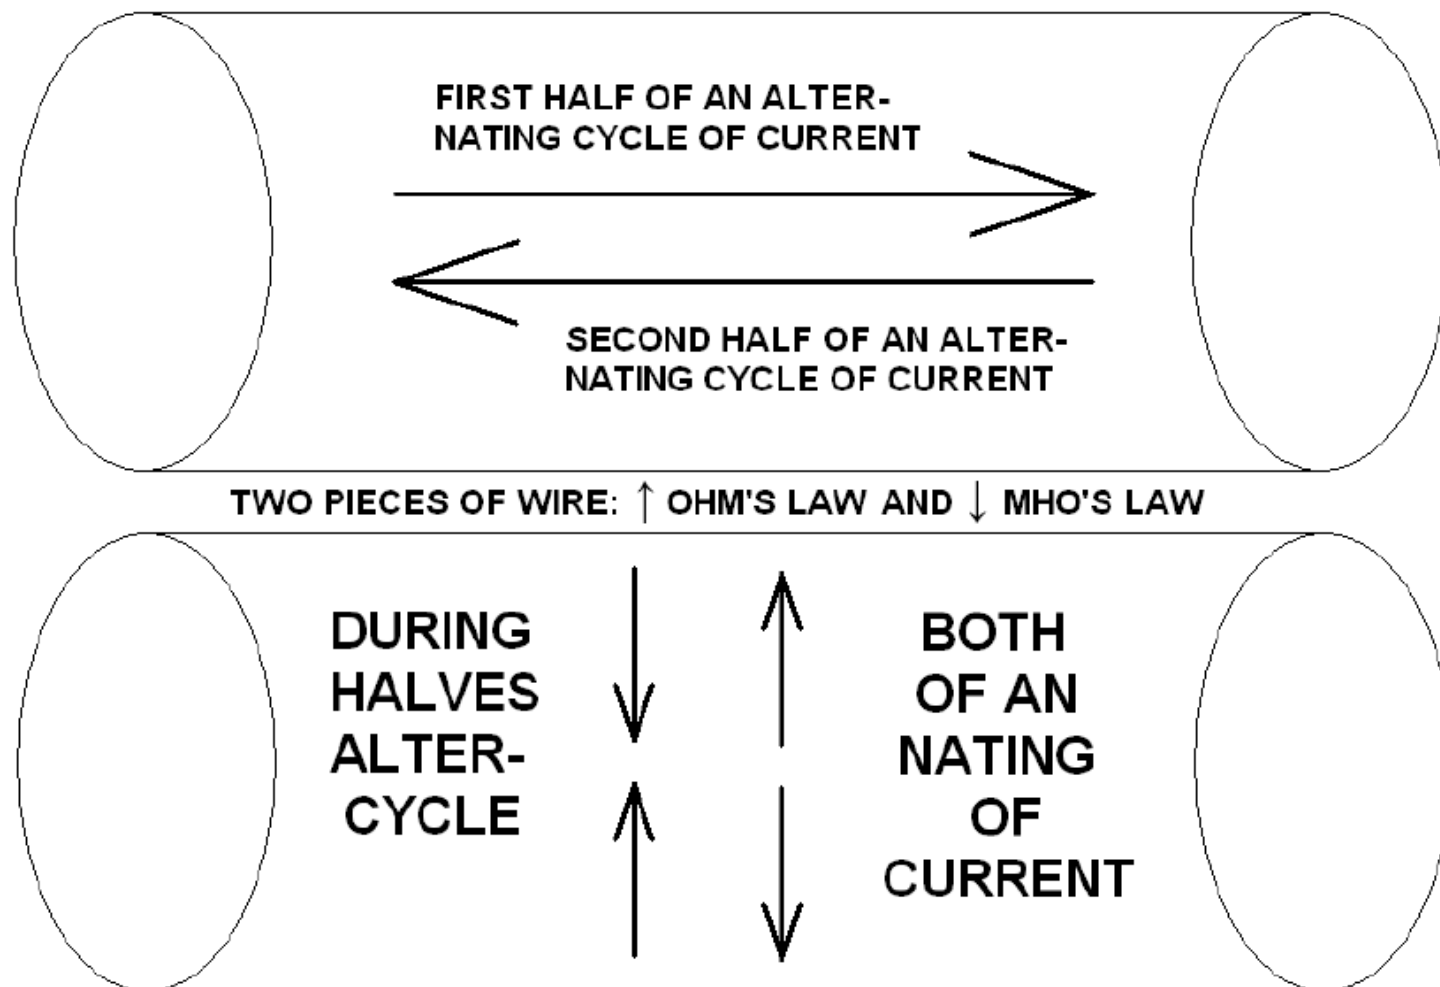 FIRST HALF OF AN ALTER-
NATING CYCLE OF CURRENT
SECOND HALF OF AN ALTER-
NATING CYCLE OF CURRENT
TWO PIECES OF WIRE: ↑ OHM'S LAW AND ↓ MHO'S LAW
DURING BOTH
HALVES OF AN
ALTER- NATING
CYCLE OF
CURRENT